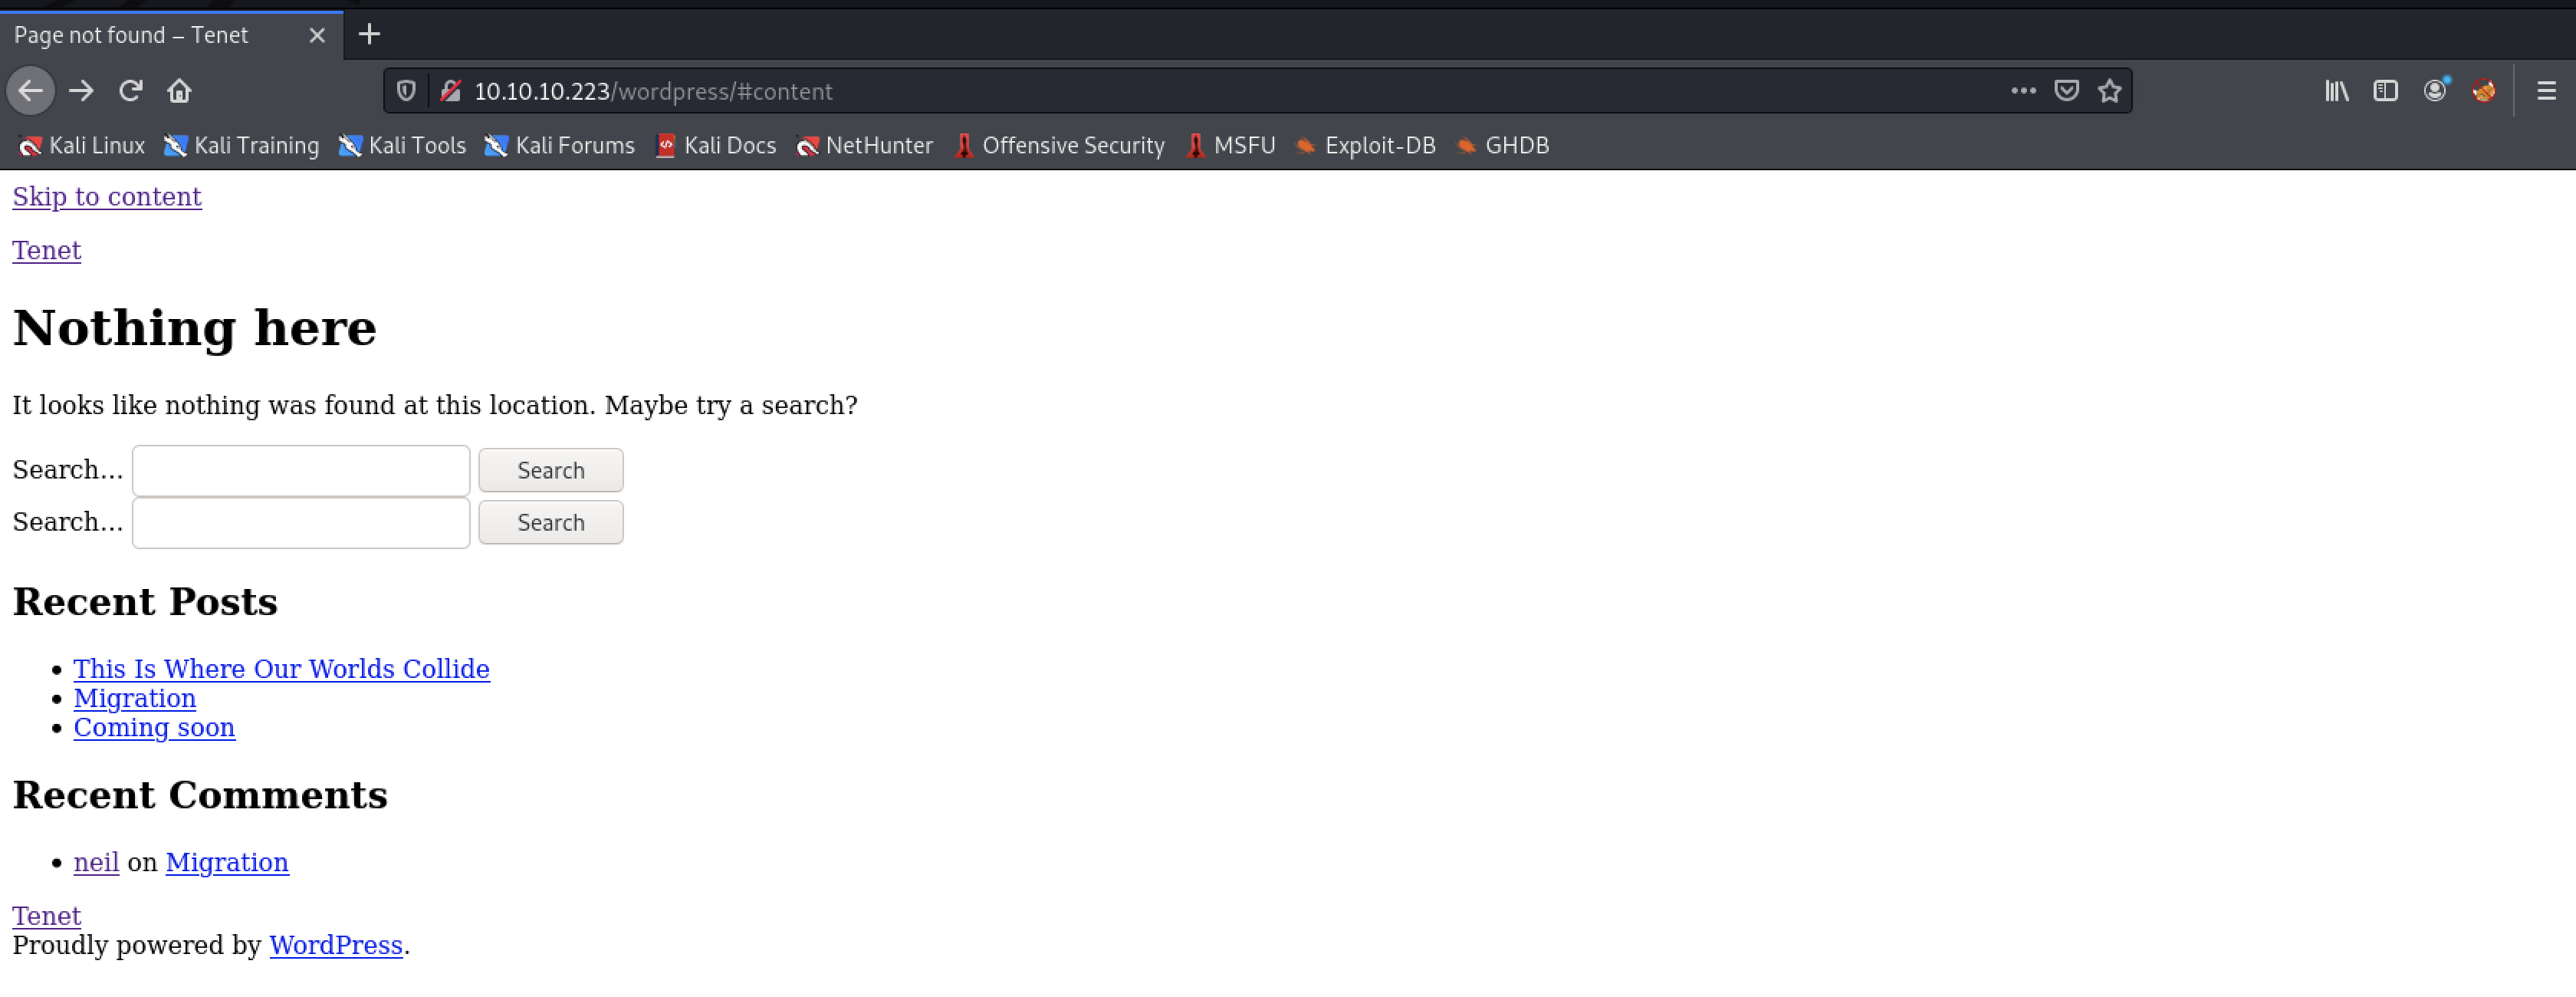 Page not found – Tenet
10.10.10.223/wordpress/#content
Kali Linux Kali Training Kali Tools Kali Forums Kali Docs NetHunter Offensive Security MSFU Exploit-DB GHDB
Skip to content
Tenet
Nothing here
It looks like nothing was found at this location. Maybe try a search?
Search… Search
Search… Search
Recent Posts
This Is Where Our Worlds Collide
Migration
Coming soon
Recent Comments
neil on Migration
Tenet
Proudly powered by WordPress.